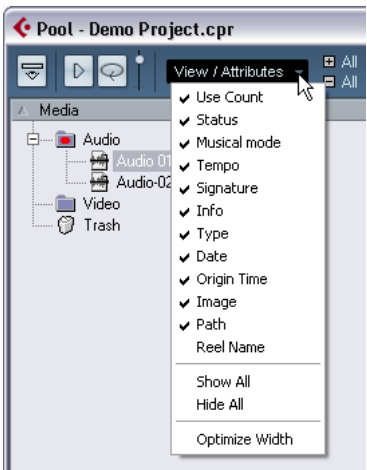 Pool - Demo Project.cpr
View / Attributes
All
All
Media
Audio
Audio 01
Audio-02
Video
Trash
Use Count
Status
Musical mode
Tempo
Signature
Info
Type
Date
Origin Time
Image
Path
Reel Name
Show All
Hide All
Optimize Width